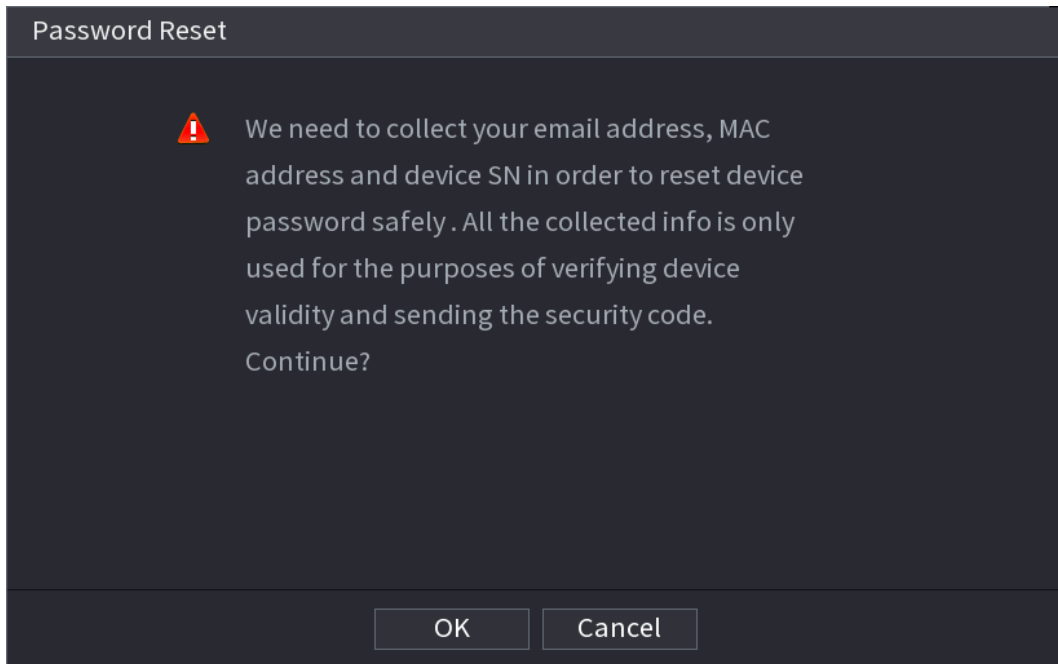 Password Reset
We need to collect your email address, MAC
address and device SN in order to reset device
password safely . All the collected info is only
used for the purposes of verifying device
validity and sending the security code.
Continue?
OK
Cancel